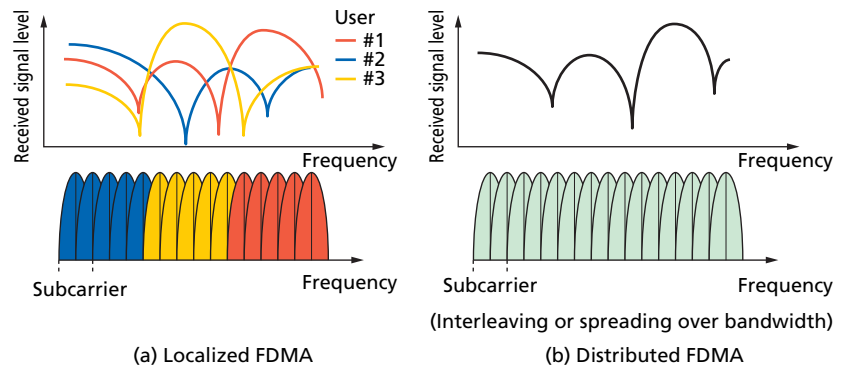 Received signal level
User
#1
#2
#3
Frequency
Subcarrier
Frequency
(a) Localized FDMA
Received signal level
Frequency
Subcarrier
Frequency
(Interleaving or spreading over bandwidth)
(b) Distributed FDMA